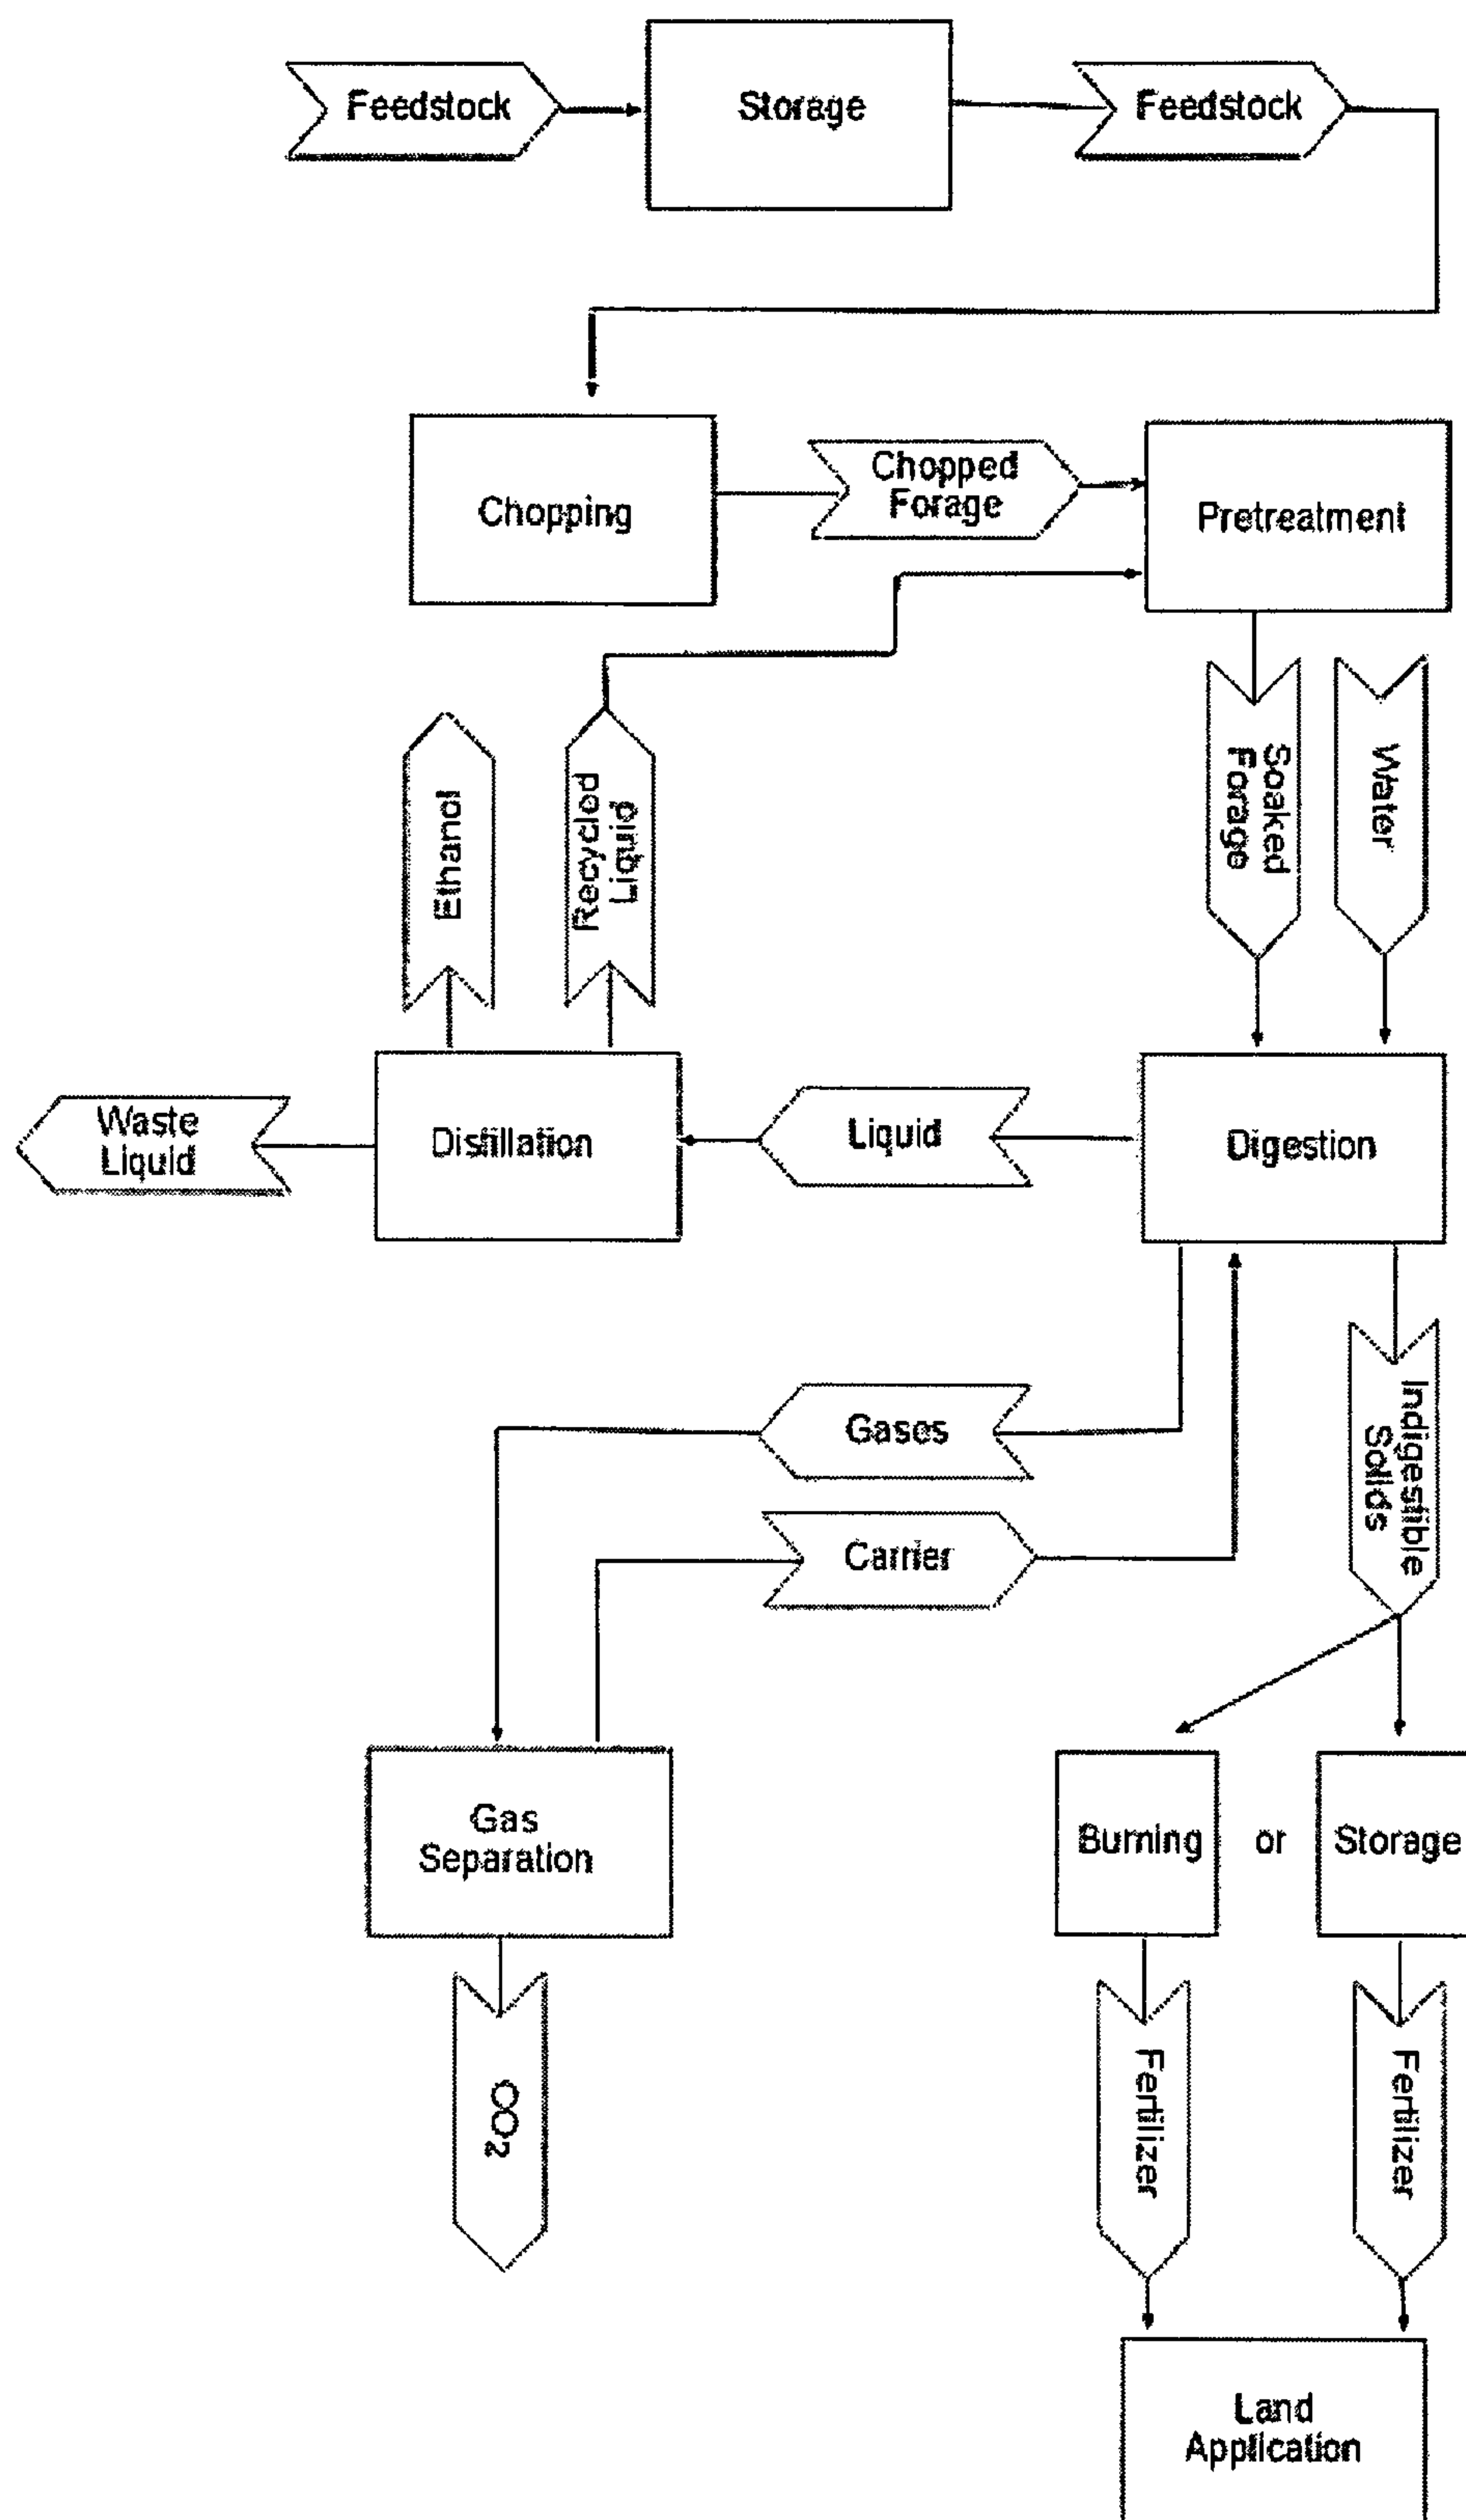 Feedstock
Storage
Feedstock
Chopping
Chopped
Forage
Pretreatment
Ethanol
Recycled
Liquid
Soaked
Forage
Water
Waste
Liquid
Distillation
Liquid
Digestion
Gases
Carrier
Indigestible
Solids
Gas
Separation
Burning
or
Storage
CO₂
Fertilizer
Fertilizer
Land
Application